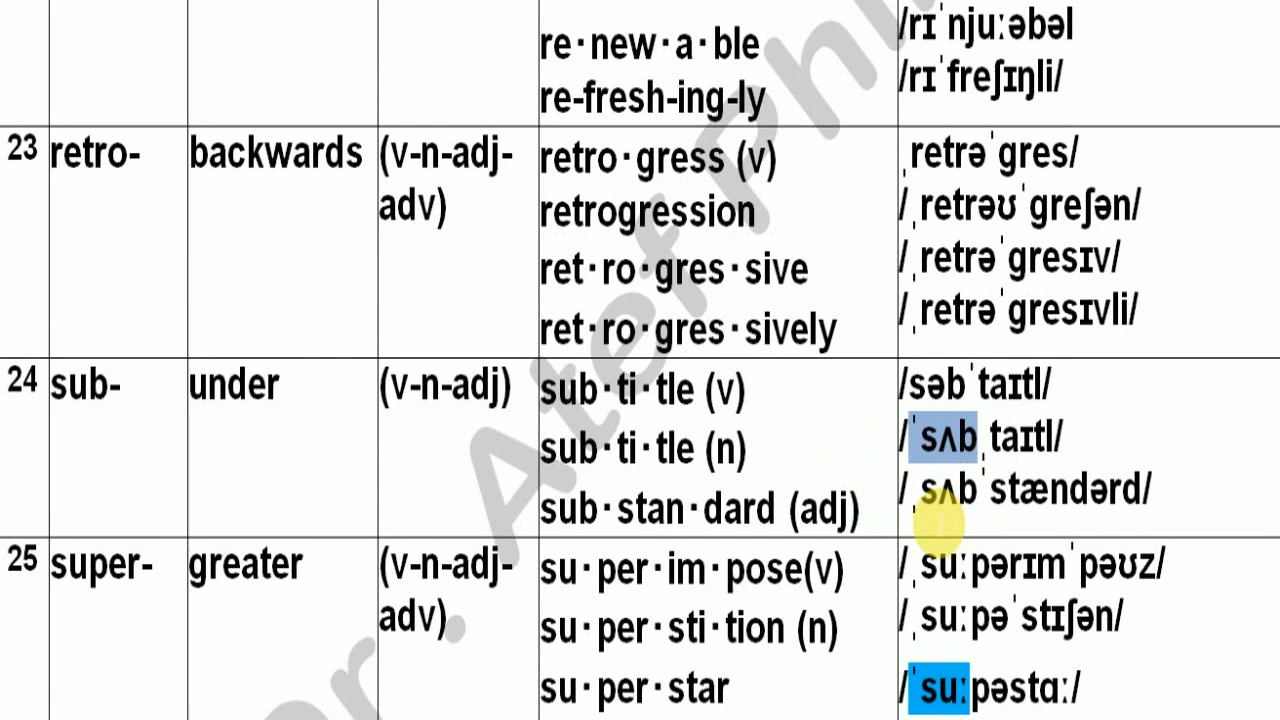 re·new·a·ble /rɪˈnjuːəbəl
re-fresh-ing-ly /rɪˈfreʃɪŋli/
23 retro- backwards (v-n-adj- retro·gress (v) ˌretrəˈgres/
adv) retrogression /ˌretrəʊˈgreʃən/
ret·ro·gres·sive /ˌretrəˈgresɪv/
ret·ro·gres·sively /ˌretrəˈgresɪvli/
24 sub- under (v-n-adj) sub·ti·tle (v) /səbˈtaɪtl/
sub·ti·tle (n) /ˈsʌbˌtaɪtl/
sub·stan·dard (adj) /ˌsʌbˈstændərd/
25 super- greater (v-n-adj- su·per·im·pose(v) /ˌsuːpərɪmˈpəʊz/
adv) su·per·sti·tion (n) /ˌsuːpəˈstɪʃən/
su·per·star /ˈsuːpəstɑː/